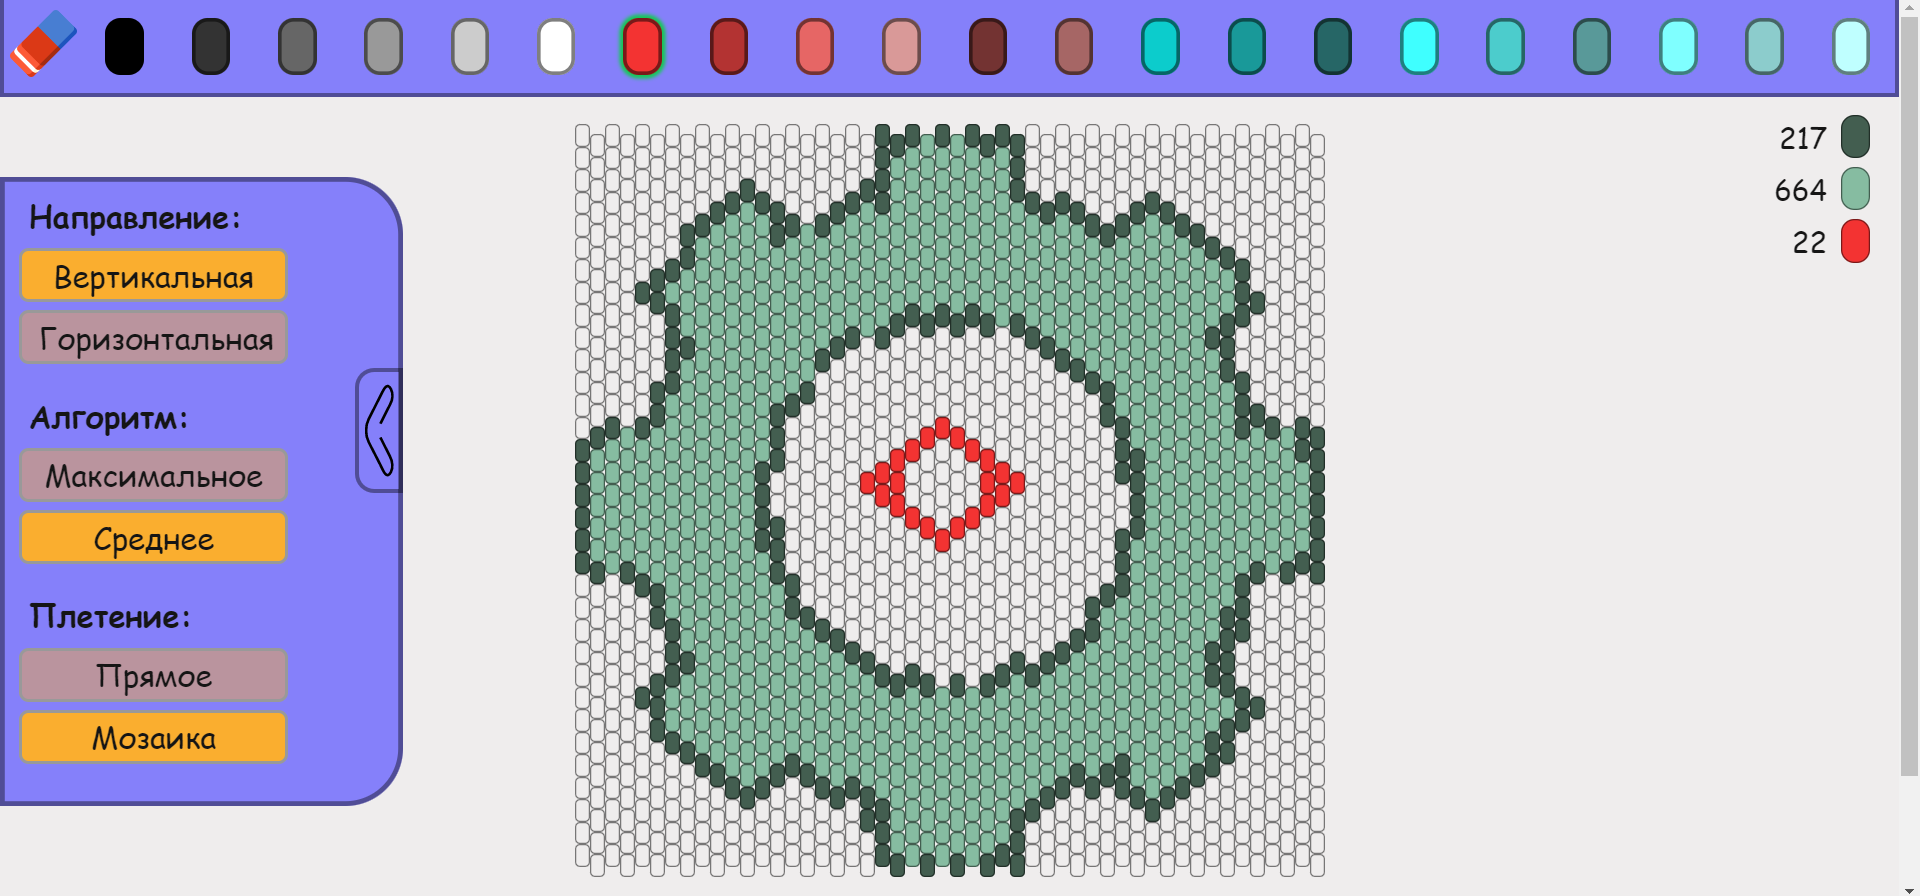 217
664
22
Направление:
Вертикальная
Горизонтальная
Алгоритм:
Максимальное
Среднее
Плетение:
Прямое
Мозаика